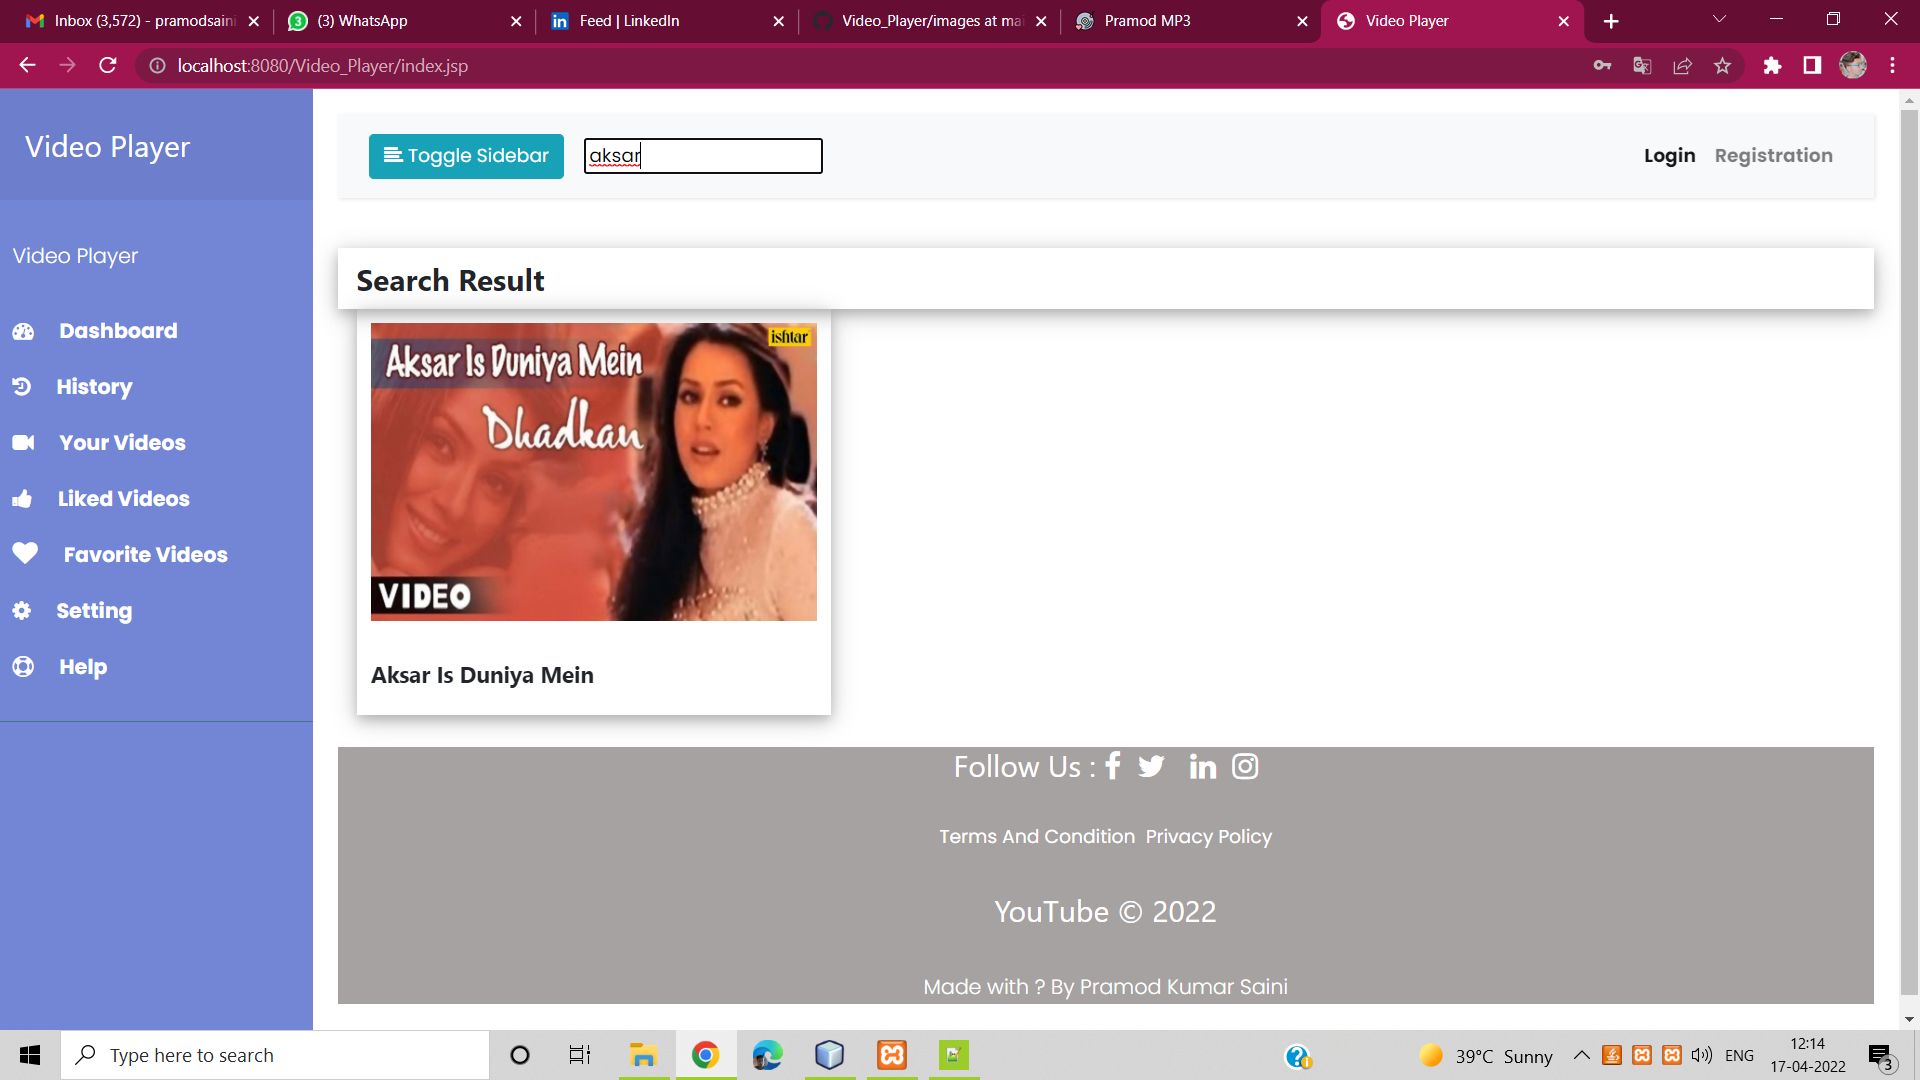 Inbox (3,572) - pramodsaini
(3) WhatsApp
Feed | LinkedIn
Video_Player/images at mai
Pramod MP3
Video Player
localhost:8080/Video_Player/index.jsp
Video Player
Toggle Sidebar
aksar
Login
Registration
Video Player
Dashboard
History
Your Videos
Liked Videos
Favorite Videos
Setting
Help
Search Result
ishtar
Aksar Is Duniya Mein
Dhadkan
VIDEO
Aksar Is Duniya Mein
Follow Us :
Terms And Condition Privacy Policy
YouTube © 2022
Made with ? By Pramod Kumar Saini
Type here to search
39°C Sunny
ENG
12:14
17-04-2022
3